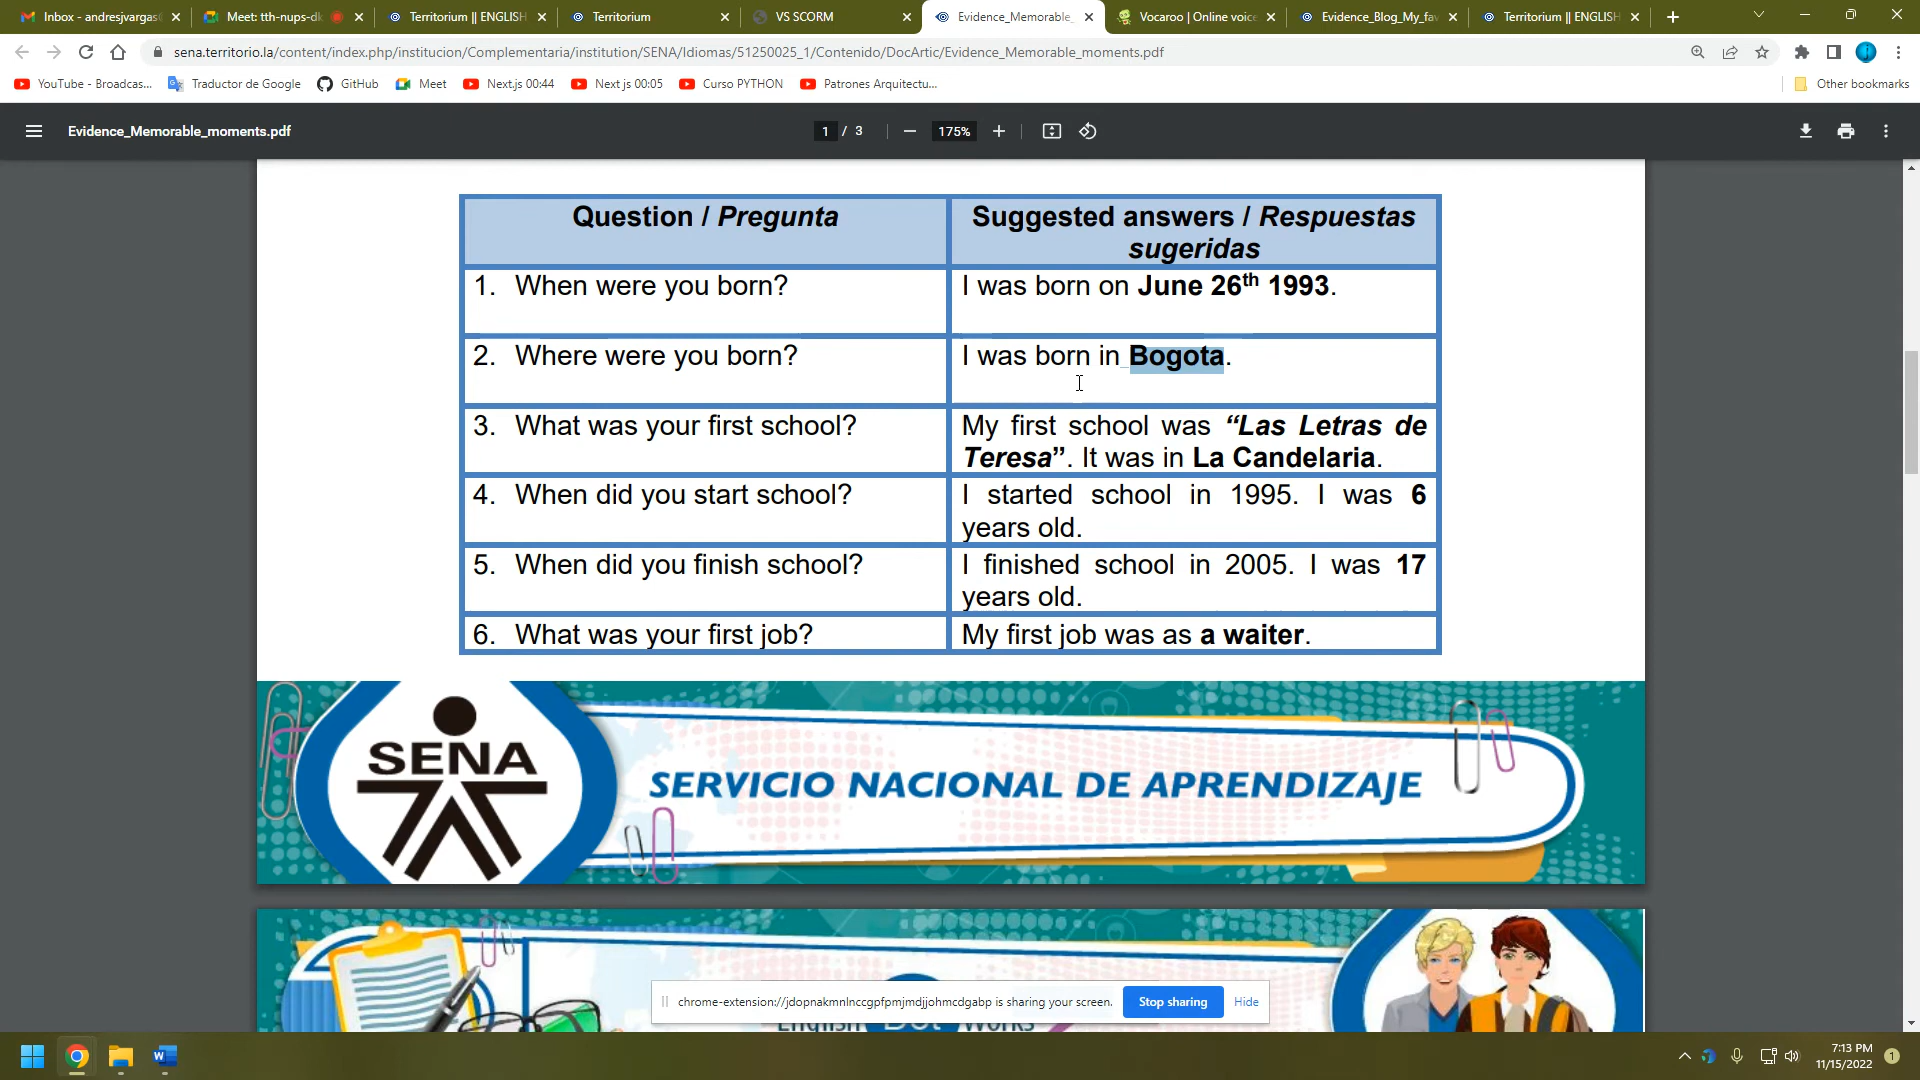 Inbox - andresjvargas
Meet: tth-nups-dk
Territorium || ENGLISH
Territorium
VS SCORM
Evidence_Memorable_
Vocaroo | Online voic
Evidence_Blog_My_fav
Territorium || ENGLISH
sena.territorio.la/content/index.php/institucion/Complementaria/institution/SENA/Idiomas/51250025_1/Contenido/DocArtic/Evidence_Memorable_moments.pdf
YouTube - Broadcas...
Traductor de Google
GitHub
Meet
Next.js 00:44
Next js 00:05
Curso PYTHON
Patrones Arquitectu...
Other bookmarks
Evidence_Memorable_moments.pdf
1 / 3
175%
Question / Pregunta
Suggested answers / Respuestas
sugeridas
1. When were you born?
I was born on June 26th 1993.
2. Where were you born?
I was born in Bogota.
3. What was your first school?
My first school was “Las Letras de
Teresa”. It was in La Candelaria.
4. When did you start school?
I started school in 1995. I was 6
years old.
5. When did you finish school?
I finished school in 2005. I was 17
years old.
6. What was your first job?
My first job was as a waiter.
SENA
SERVICIO NACIONAL DE APRENDIZAJE
English Dot Works
chrome-extension://jdopnakmnlnccgpfpmjmdjjohmcdgabp is sharing your screen.
Stop sharing
Hide
7:13 PM
11/15/2022
1